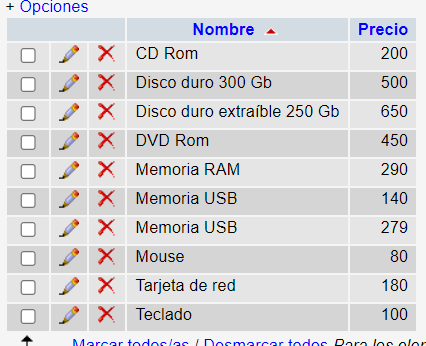 + Opciones
Nombre Precio
CD Rom 200
Disco duro 300 Gb 500
Disco duro extraíble 250 Gb 650
DVD Rom 450
Memoria RAM 290
Memoria USB 140
Memoria USB 279
Mouse 80
Tarjeta de red 180
Teclado 100
Marcar todos/as / Desmarcar todos Para los elem